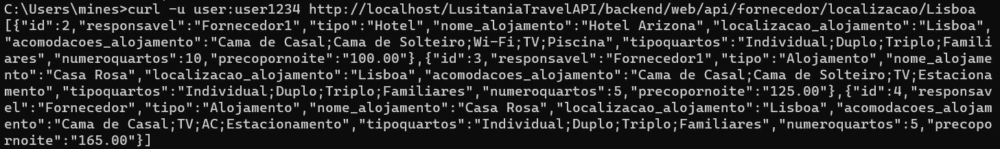 C:\Users\mines>curl -u user:user1234 http://localhost/LusitaniaTravelAPI/backend/web/api/fornecedor/localizacao/Lisboa
[{"id":2,"responsavel":"Fornecedor1","tipo":"Hotel","nome_alojamento":"Hotel Arizona","localizacao_alojamento":"Lisboa",
"acomodacoes_alojamento":"Cama de Casal;Cama de Solteiro;Wi-Fi;TV;Piscina","tipoquartos":"Individual;Duplo;Triplo;Famili
ares","numeroquartos":10,"precopornoite":"100.00"},{"id":3,"responsavel":"Fornecedor1","tipo":"Alojamento","nome_alojame
nto":"Casa Rosa","localizacao_alojamento":"Lisboa","acomodacoes_alojamento":"Cama de Casal;Cama de Solteiro;TV;Estaciona
mento","tipoquartos":"Individual;Duplo;Triplo;Familiares","numeroquartos":5,"precopornoite":"125.00"},{"id":4,"responsav
el":"Fornecedor","tipo":"Alojamento","nome_alojamento":"Casa Rosa","localizacao_alojamento":"Lisboa","acomodacoes_alojam
ento":"Cama de Casal;TV;AC;Estacionamento","tipoquartos":"Individual;Duplo;Triplo;Familiares","numeroquartos":5,"precopo
rnoite":"165.00"}]